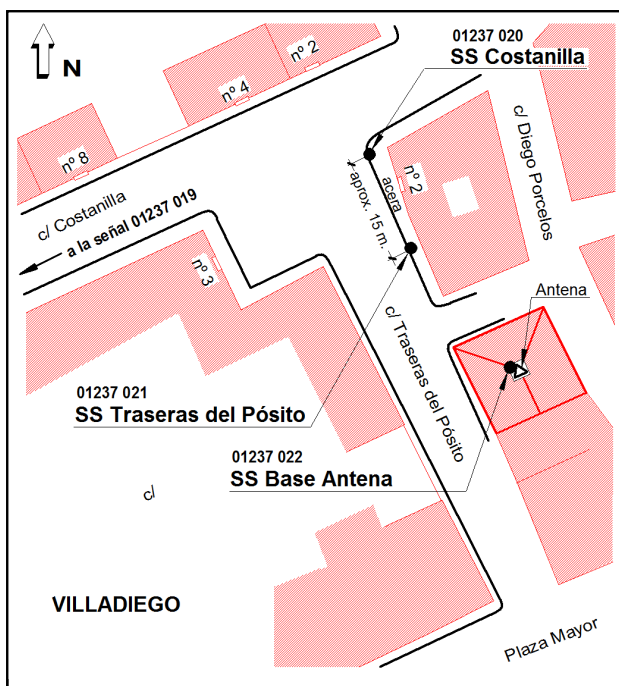 N
01237 020
SS Costanilla
nº 2
nº 4
nº 8
c/ Costanilla
a la señal 01237 019
nº 3
aprox. 15 m.
acera
nº 2
c/ Diego Porcelos
Antena
c/ Traseras del Pósito
01237 021
SS Traseras del Pósito
01237 022
SS Base Antena
c/
VILLADIEGO
Plaza Mayor